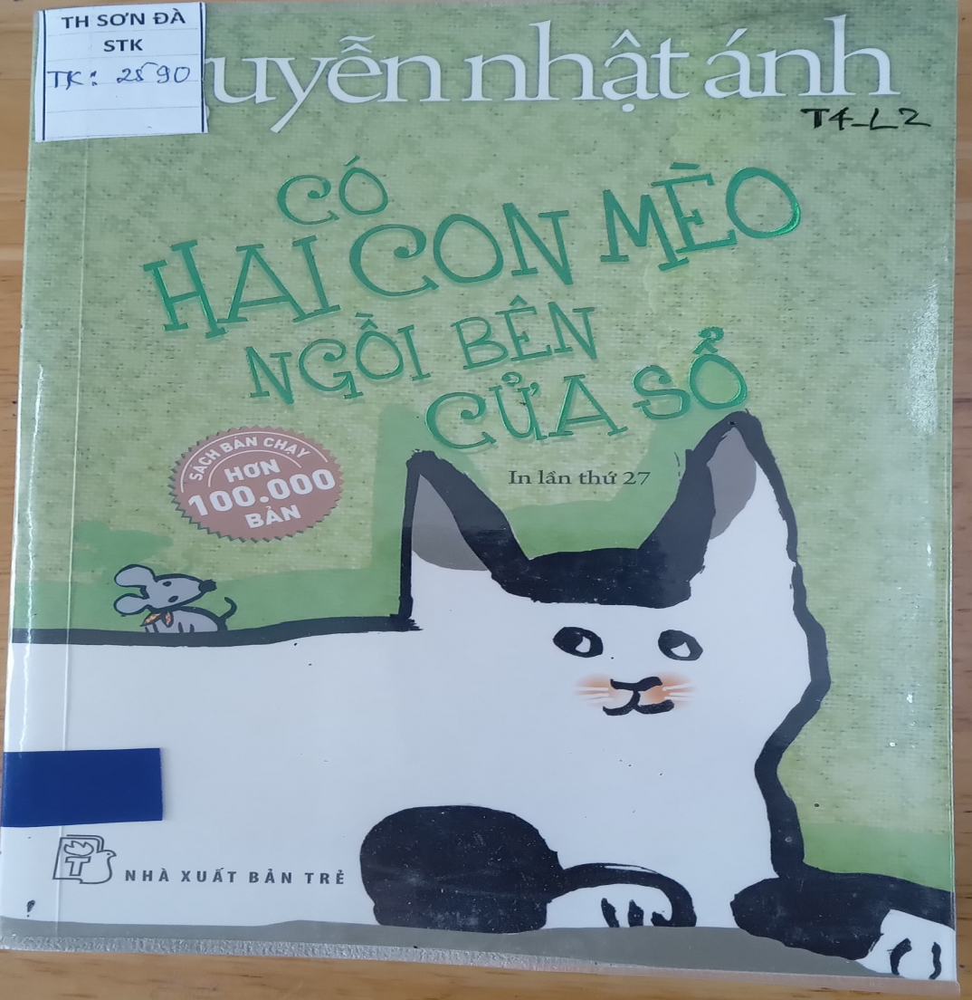 TH SƠN ĐÀ
STK
TK: 2590
uyễn nhật ánh
T4-L2
CÓ
HAI CON MÈO
NGỒI BÊN
CỬA SỔ
In lần thứ 27
SÁCH BÁN CHẠY
HƠN
100.000
BẢN
T
NHÀ XUẤT BẢN TRẺ